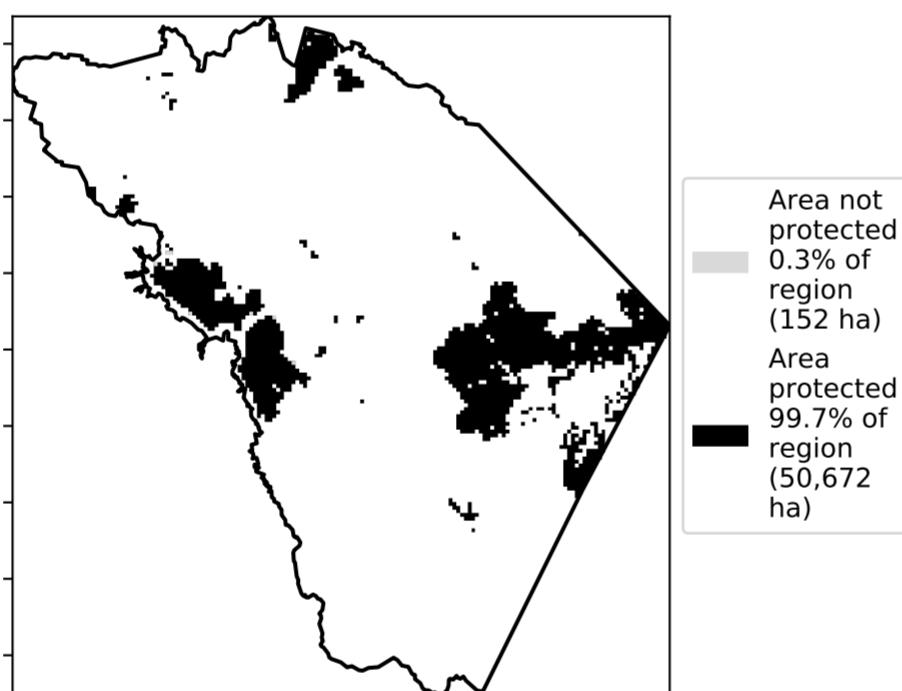 Area not
protected
0.3% of
region
(152 ha)
Area
protected
99.7% of
region
(50,672
ha)